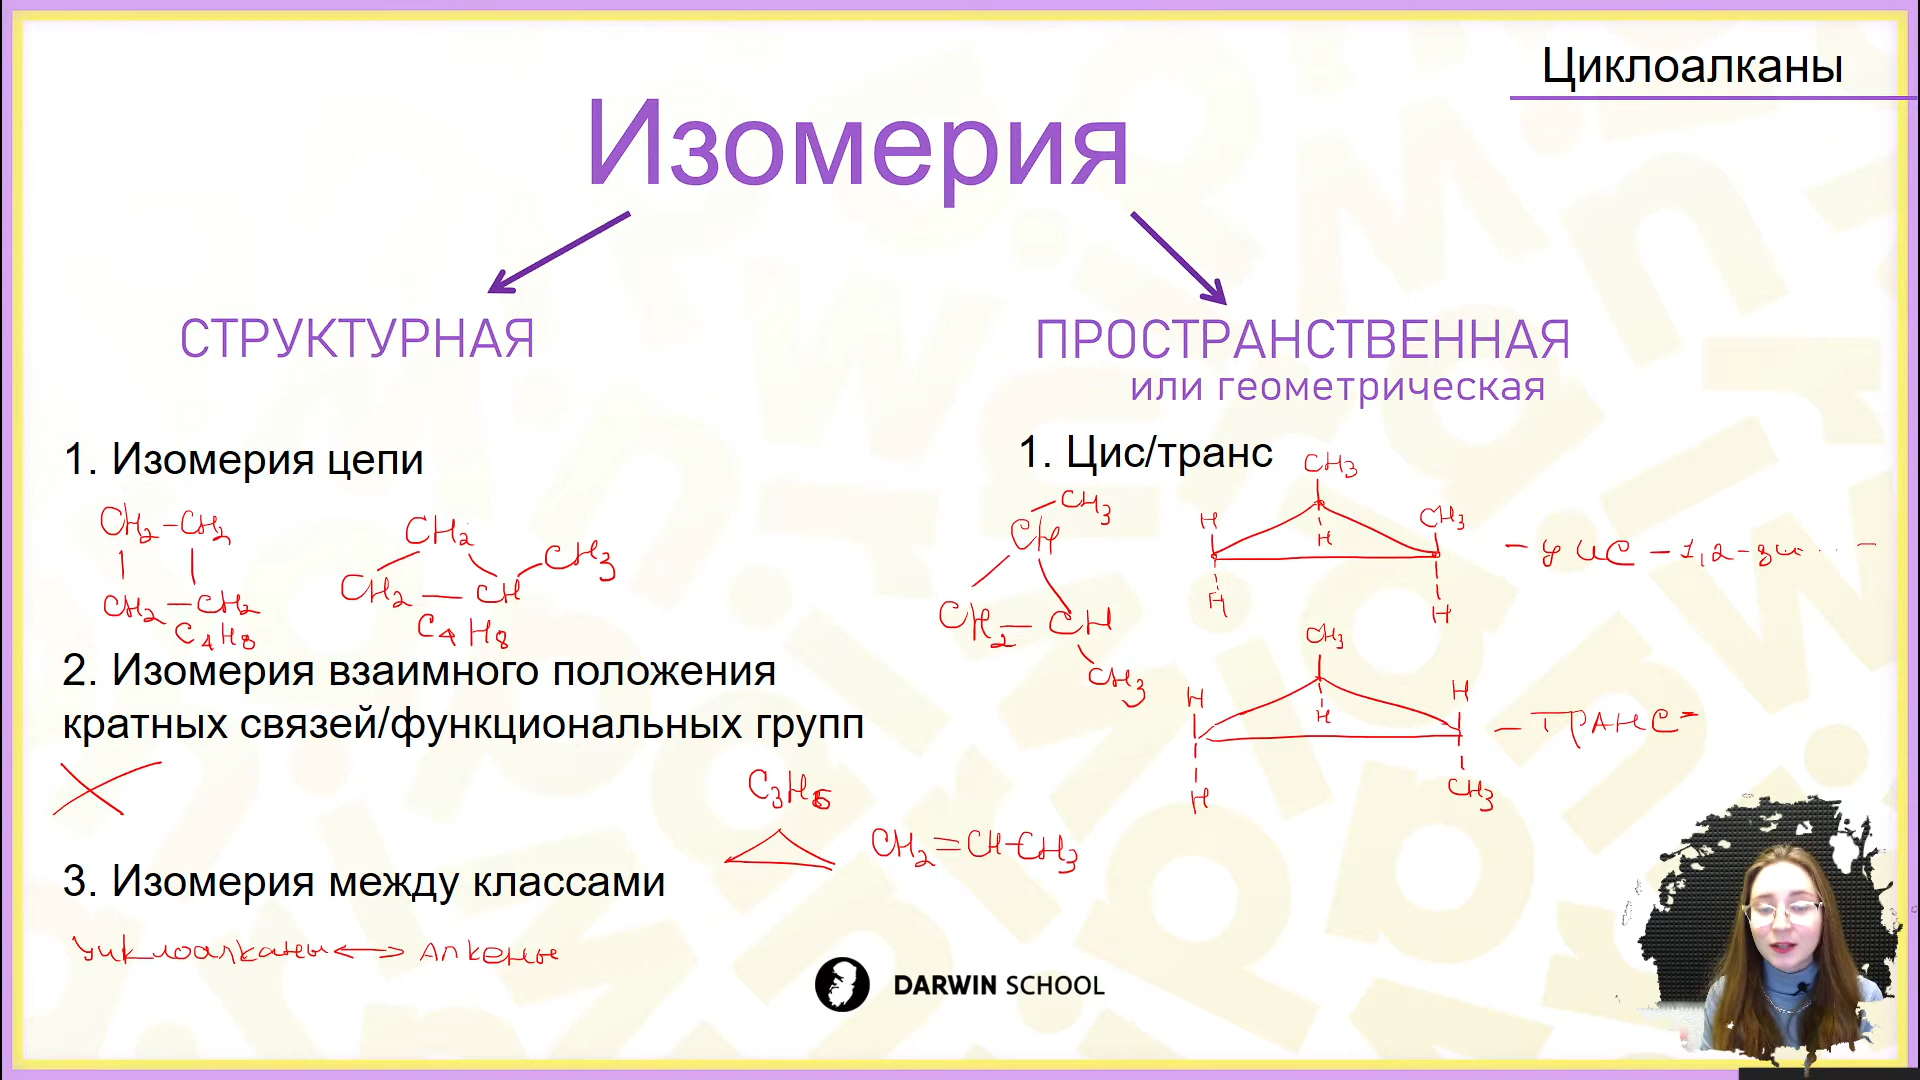 Циклоалканы
Изомерия
СТРУКТУРНАЯ
1. Изомерия цепи
CH₂–CH₂
CH₂–CH₂
C₄H₈
CH₂
CH₃
CH₂–CH
C₄H₈
2. Изомерия взаимного положения
кратных связей/функциональных групп
3. Изомерия между классами
C₃H₆
CH₂=CH–CH₃
циклоалканы ↔ алкены
ПРОСТРАНСТВЕННАЯ
или геометрическая
1. Цис/транс
CH₃
CH
CH₂–CH
CH₃
CH₃
H
CH₃
H
H
H
– цис –1,2-ди... –
CH₃
H
H
H
– ТРАНС–
H
CH₃
DARWIN SCHOOL